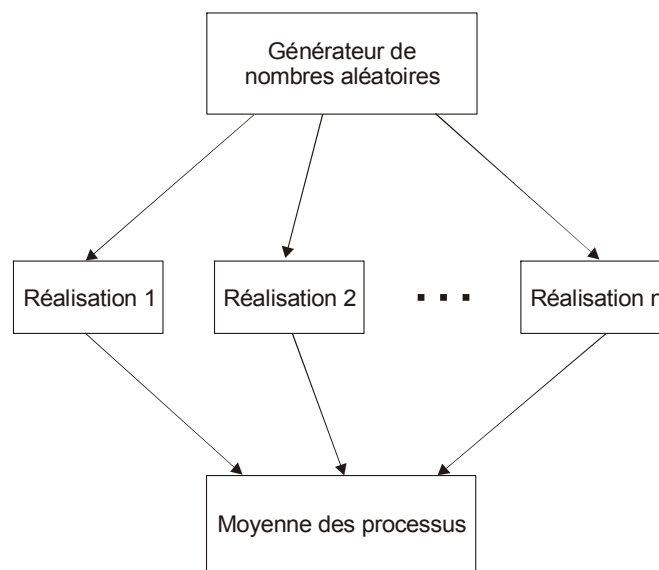 Générateur de
nombres aléatoires
Réalisation 1
Réalisation 2
. . .
Réalisation n
Moyenne des processus